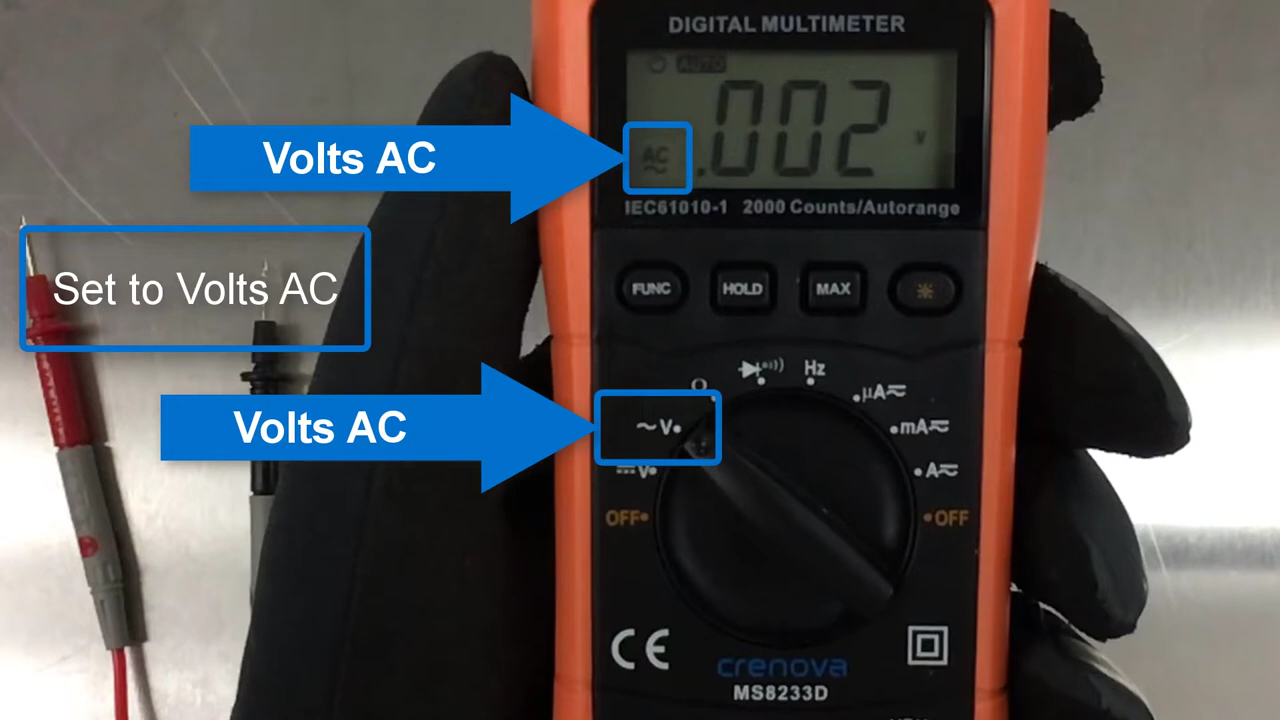 DIGITAL MULTIMETER
AUTO
Volts AC
AC
.002
V
IEC61010-1 2000 Counts/Autorange
Set to Volts AC
FUNC
HOLD
MAX
Hz
Ω
µA
Volts AC
~V
mA
V
A
OFF
OFF
CE
crenova
MS8233D